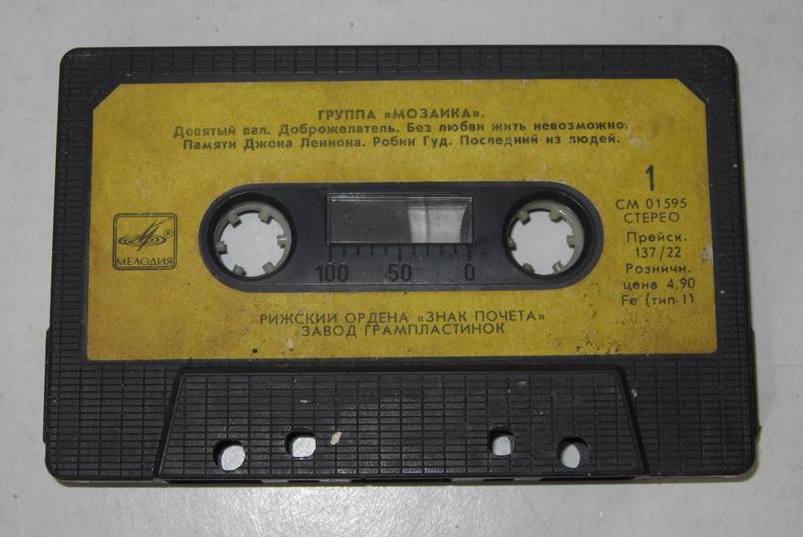 ГРУППА «МОЗАИКА».
Девятый вал. Доброжелатель. Без любви жить невозможно.
Памяти Джона Леннона. Робин Гуд. Последний из людей.
1
СМ 01595
СТЕРЕО
Прейск.
137/22
Розничн.
цена 4,90
Fe (тип I)
МЕЛОДИЯ
100 50 0
РИЖСКИЙ ОРДЕНА «ЗНАК ПОЧЕТА»
ЗАВОД ГРАМПЛАСТИНОК